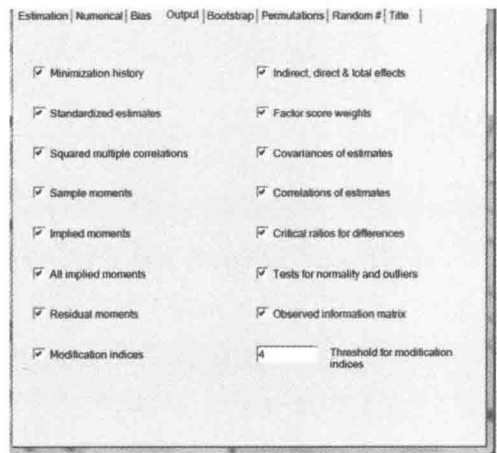 Estimation Numerical Bias Output Bootstrap Permutations Random # Title
Minimization history
Indirect, direct & total effects
Standardized estimates
Factor score weights
Squared multiple correlations
Covariances of estimates
Sample moments
Correlations of estimates
Implied moments
Critical ratios for differences
All implied moments
Tests for normality and outliers
Residual moments
Observed information matrix
Modification indices
4
Threshold for modification
indices